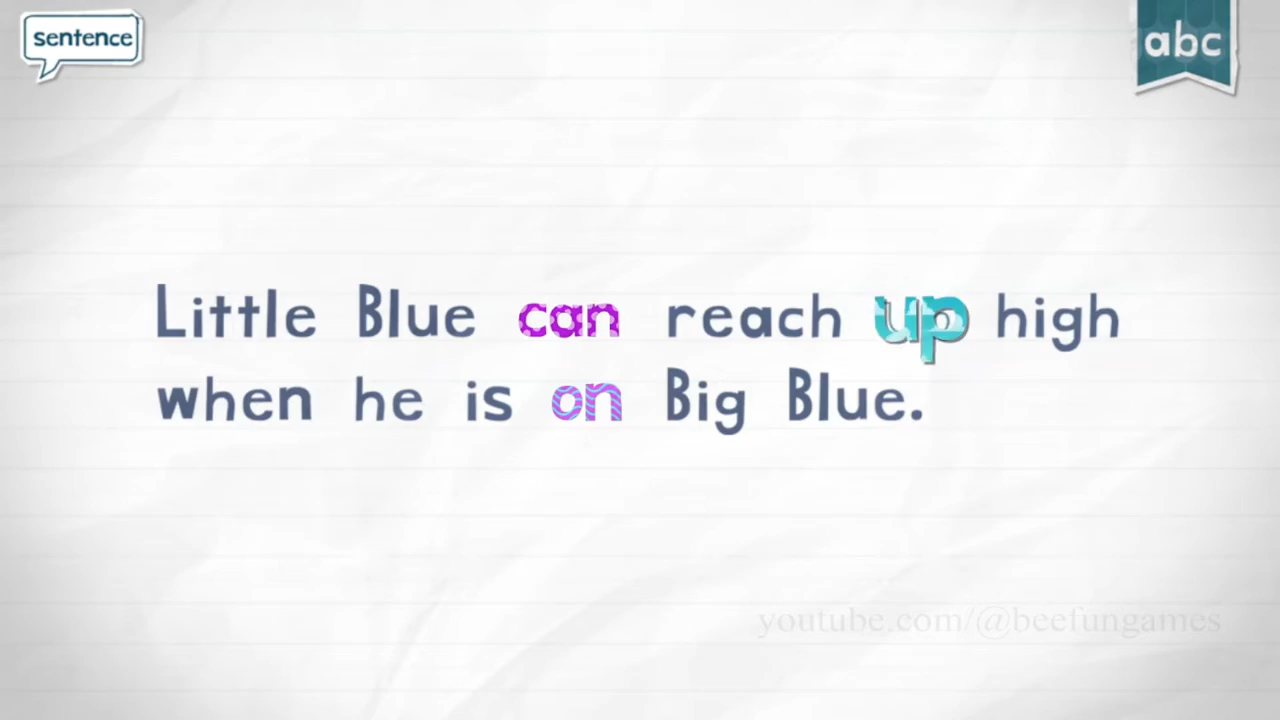 sentence
abc
Little Blue can reach up high
when he is on Big Blue.
youtube.com/@beefungames